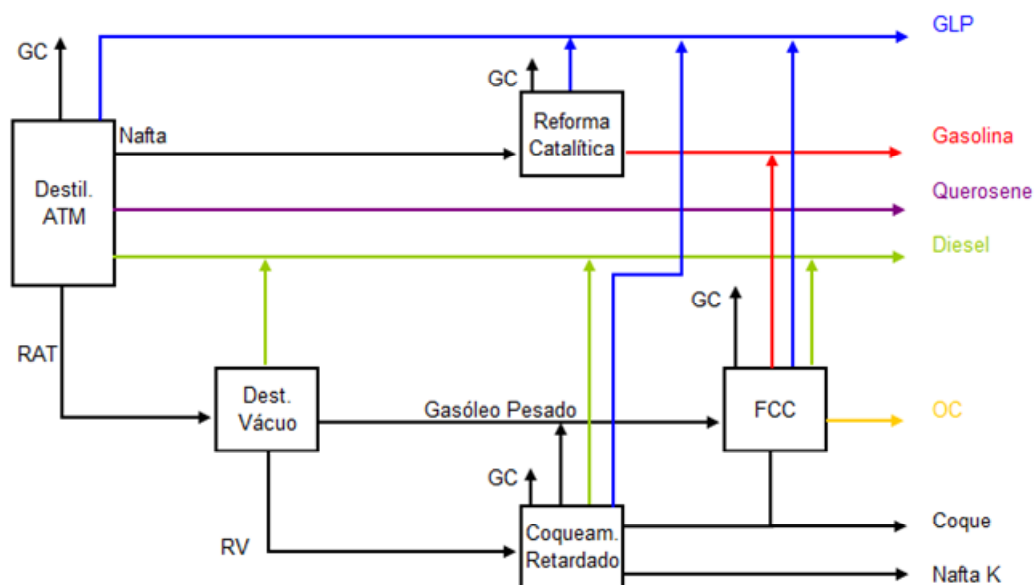 GLP
GC
GC
Nafta
Reforma
Catalítica
Gasolina
Destil.
ATM
Querosene
Diesel
GC
RAT
Dest.
Vácuo
Gasóleo Pesado
FCC
OC
GC
RV
Coqueam.
Retardado
Coque
Nafta K